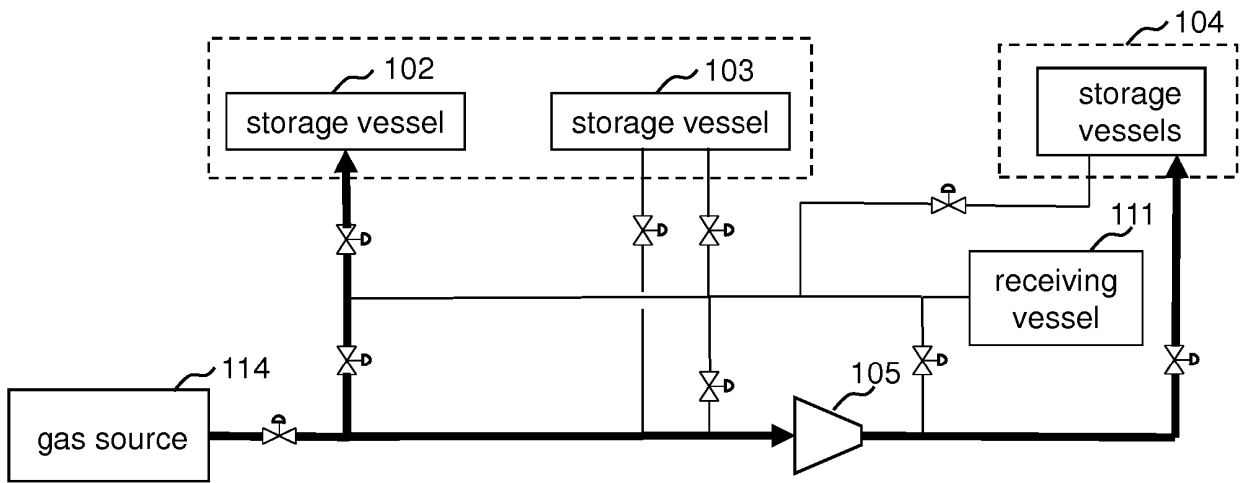 102
103
104
storage vessel
storage vessel
storage
vessels
111
receiving
vessel
114
105
gas source